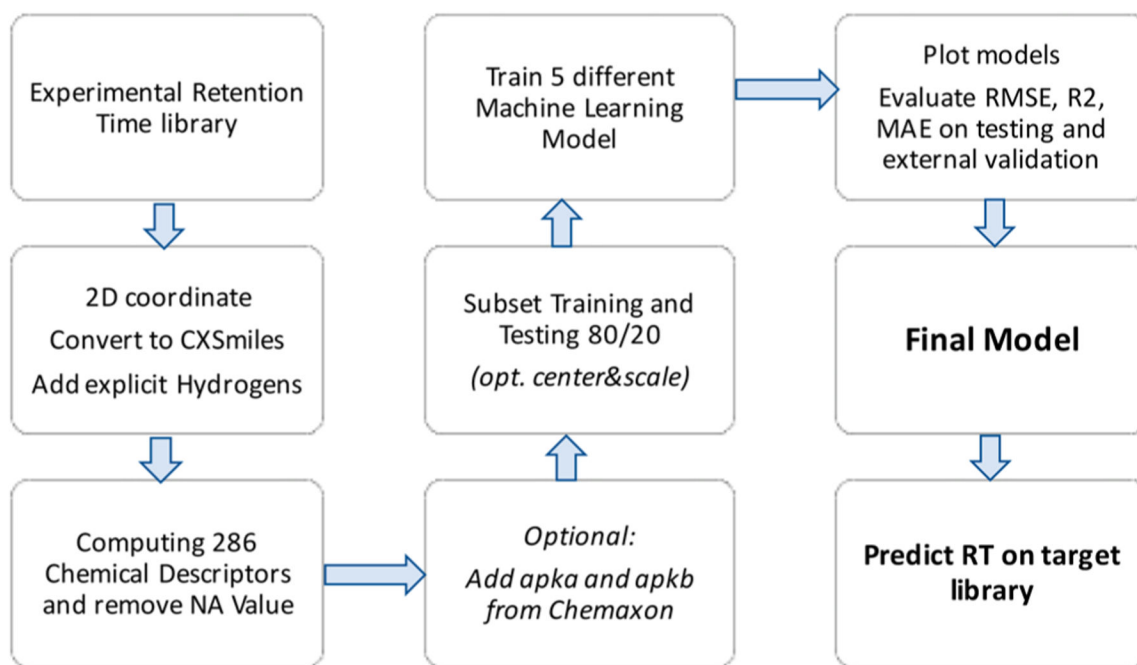 Experimental Retention
Time library
2D coordinate
Convert to CXSmiles
Add explicit Hydrogens
Computing 286
Chemical Descriptors
and remove NA Value
Optional:
Add apka and apkb
from Chemaxon
Subset Training and
Testing 80/20
(opt. center&scale)
Train 5 different
Machine Learning
Model
Plot models
Evaluate RMSE, R2,
MAE on testing and
external validation
Final Model
Predict RT on target
library